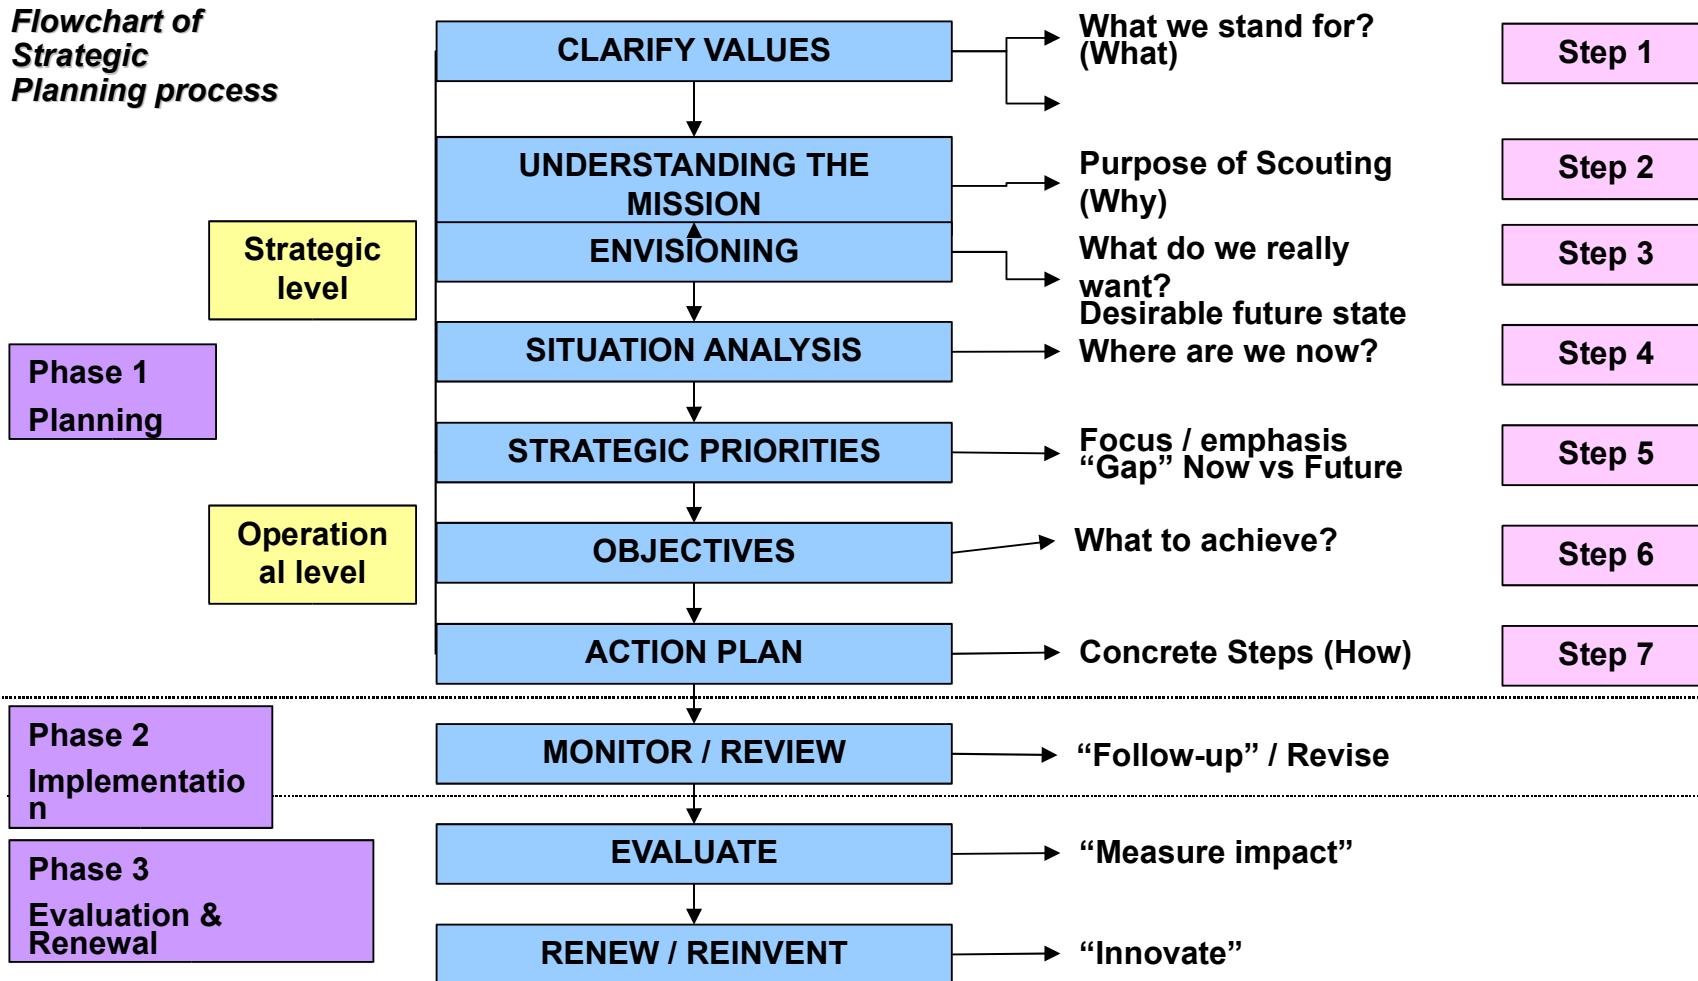 Flowchart of
Strategic
Planning process
CLARIFY VALUES
What we stand for?
(What)
Step 1
UNDERSTANDING THE
MISSION
Purpose of Scouting
(Why)
Step 2
Strategic
level
ENVISIONING
What do we really
want?
Desirable future state
Step 3
SITUATION ANALYSIS
Where are we now?
Step 4
Phase 1
Planning
STRATEGIC PRIORITIES
Focus / emphasis
“Gap” Now vs Future
Step 5
Operation
al level
OBJECTIVES
What to achieve?
Step 6
ACTION PLAN
Concrete Steps (How)
Step 7
Phase 2
Implementatio
n
MONITOR / REVIEW
“Follow-up” / Revise
Phase 3
Evaluation &
Renewal
EVALUATE
“Measure impact”
RENEW / REINVENT
“Innovate”